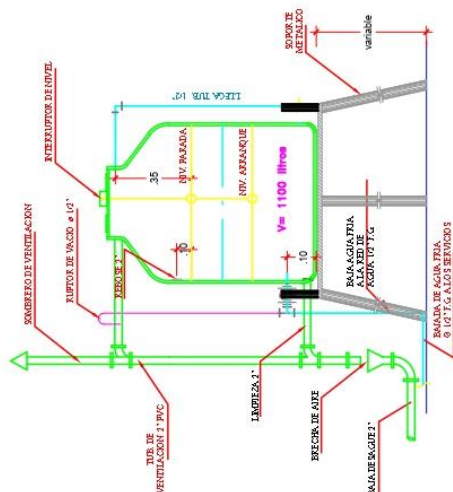 SOMBRERO DE VENTILACION
RUPTOR DE VACIO ø 1/2"
INTERRUPTOR DE NIVEL
LLEGA TUB. 1/2"
SOPORTE
METALICO
variable
.35
NIV. PARADA
NIV. ARRANQUE
.10
REBOSE 2"
V= 1100 litros
.10
TUB. DE
VENTILACION 2" PVC
LIMPIEZA 2"
BRECHA DE AIRE
BAJA DESAGUE 2"
BAJA AGUA FRIA
A LA RED DE
AGUA 1/2" F.G
BAJADA DE AGUA FRIA
Ø 1/2" F.G A LOS SERVICIOS